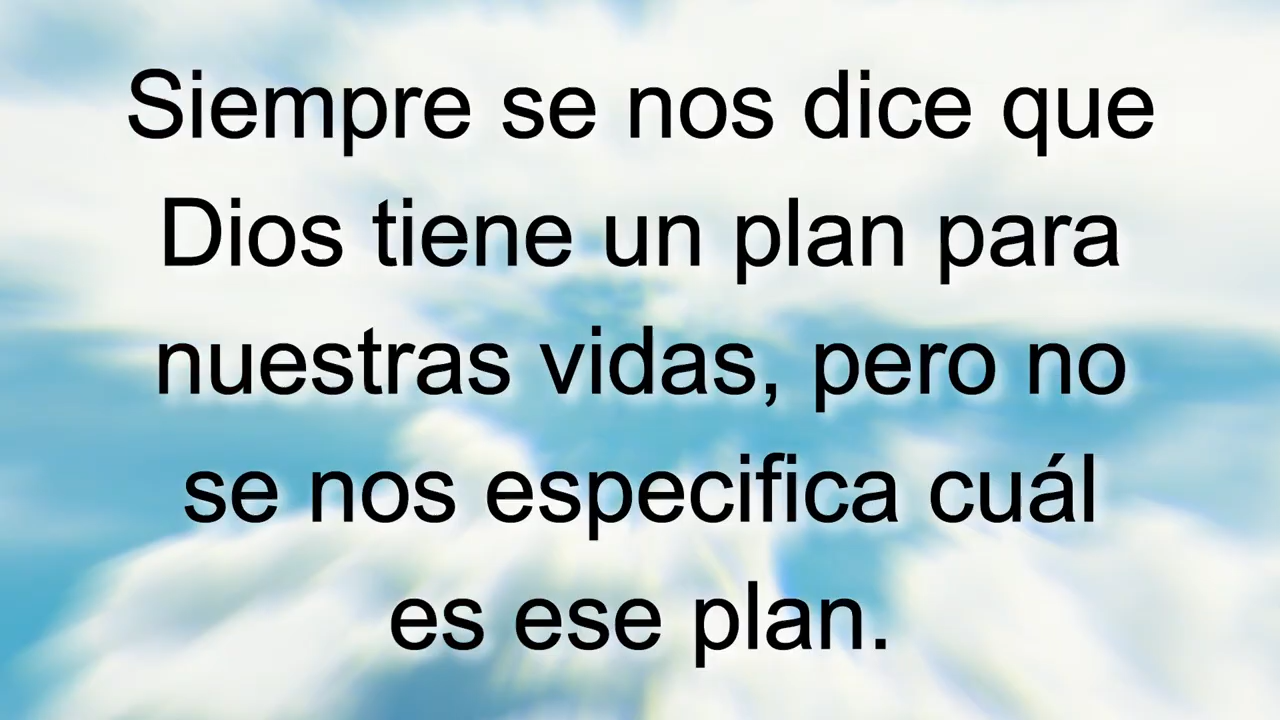 Siempre se nos dice que
Dios tiene un plan para
nuestras vidas, pero no
se nos especifica cuál
es ese plan.